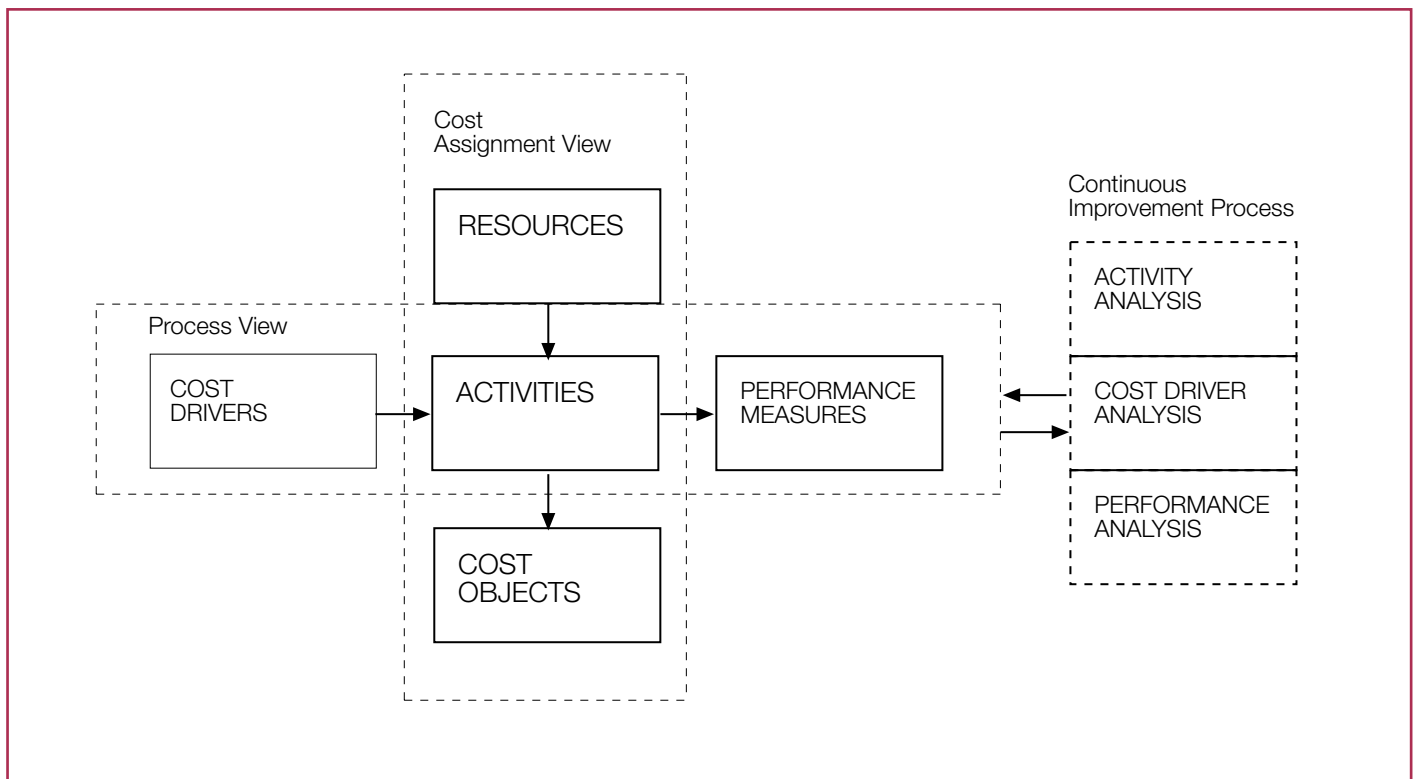 Cost
Assignment View
RESOURCES
Process View
COST
DRIVERS
ACTIVITIES
PERFORMANCE
MEASURES
COST
OBJECTS
Continuous
Improvement Process
ACTIVITY
ANALYSIS
COST DRIVER
ANALYSIS
PERFORMANCE
ANALYSIS